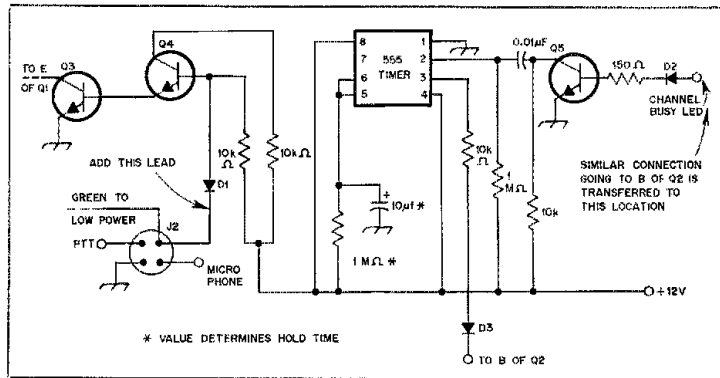 Q3
Q4
TO E
OF Q1
ADD THIS LEAD
D1
10k
Ω
10kΩ
GREEN TO
LOW POWER
J2
PTT
MICRO
PHONE
* VALUE DETERMINES HOLD TIME
8
7
6
5
555
TIMER
1
2
3
4
+
10µf *
1 MΩ *
0.01µF
Q5
150Ω
D2
CHANNEL
BUSY LED
SIMILAR CONNECTION
GOING TO B OF Q2 IS
TRANSFERRED TO
THIS LOCATION
10k
Ω
1
MΩ
10k
+12V
D3
TO B OF Q2